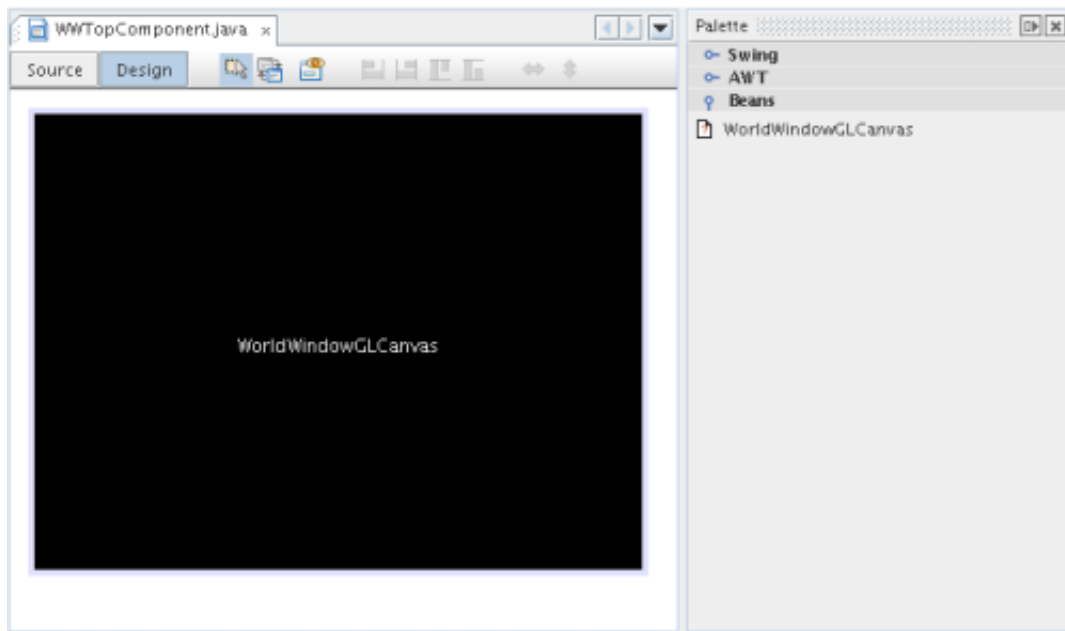 WWTopComponent.java
Source Design
WorldWindowGLCanvas
Palette
Swing
AWT
Beans
WorldWindowGLCanvas